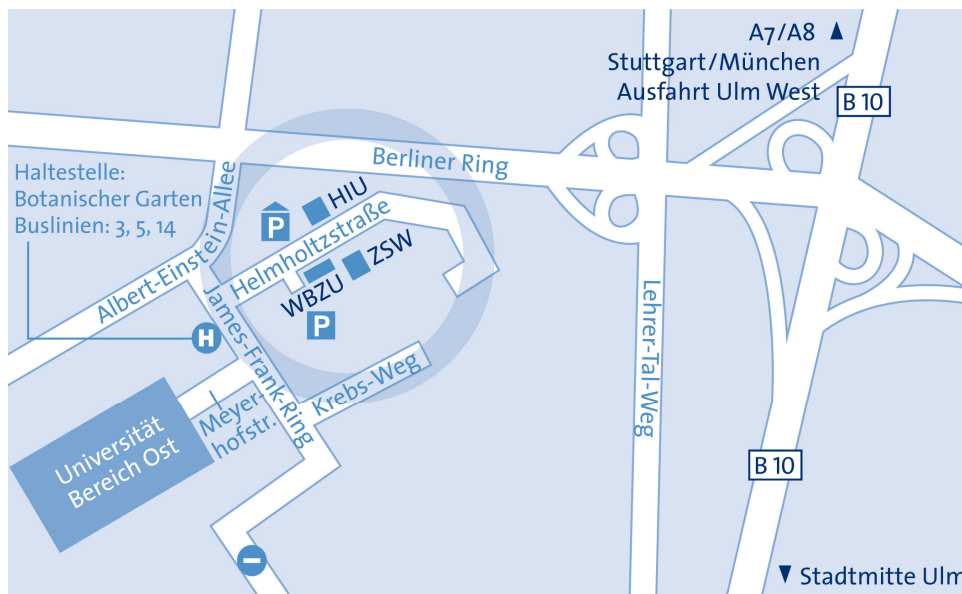 A7/A8 ▲
Stuttgart/München
Ausfahrt Ulm West
B 10
Berliner Ring
Haltestelle:
Botanischer Garten
Buslinien: 3, 5, 14
Albert-Einstein-Allee
P
HIU
Helmholtzstraße
ZSW
WBZU
P
James-Frank-Ring
H
Krebs-Weg
Meyer-
hofstr.
Lehrer-Tal-Weg
Universität
Bereich Ost
B 10
▼ Stadtmitte Ulm